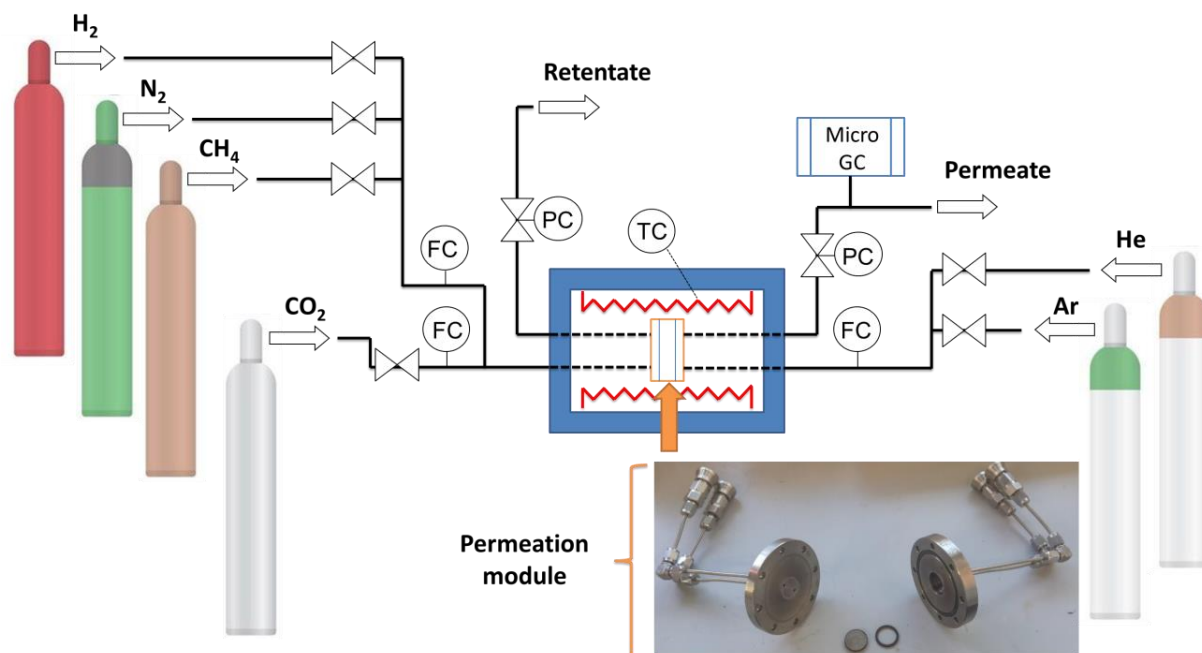 H₂
N₂
CH₄
CO₂
Retentate
PC
FC
FC
TC
Micro
GC
Permeate
PC
He
Ar
FC
Permeation
module